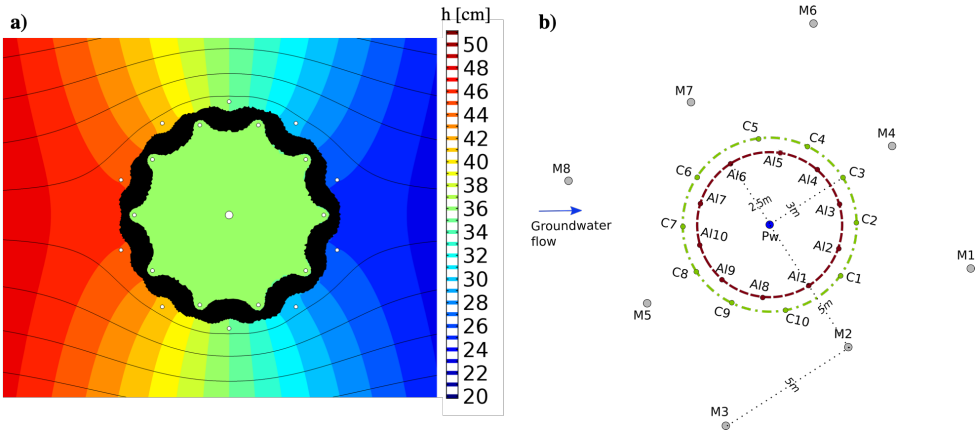 a)
h [cm]
50
48
46
44
42
40
38
36
34
32
30
28
26
24
22
20
b)
M6
M7
C5
C4
M4
Al5
C6
Al6
Al4
C3
M8
2.5m
3m
Al7
Al3
C2
Groundwater
flow
C7
Pw
Al10
Al2
M1
C8
Al9
Al1
C1
Al8
M5
C9
C10
5m
M2
5m
M3